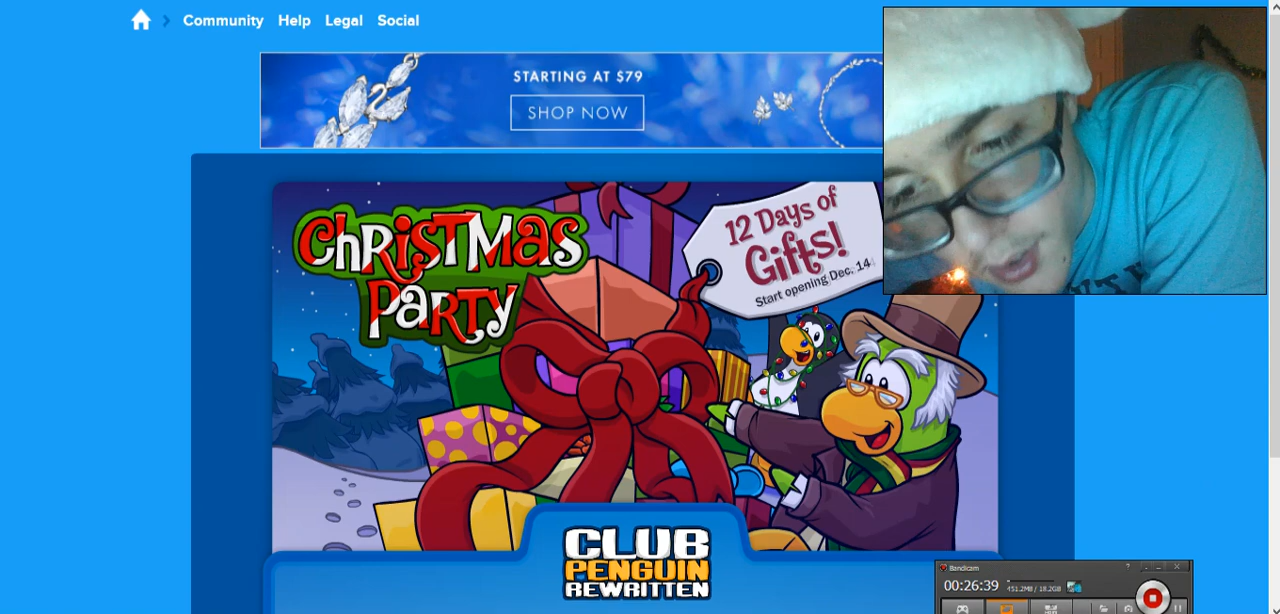 Community Help Legal Social
STARTING AT $79
SHOP NOW
Christmas
Party
12 Days of
Gifts!
Start opening Dec. 14
CLUB
PENGUIN
REWRITTEN
Bandicam
00:26:39
451.2MB / 18.2GB